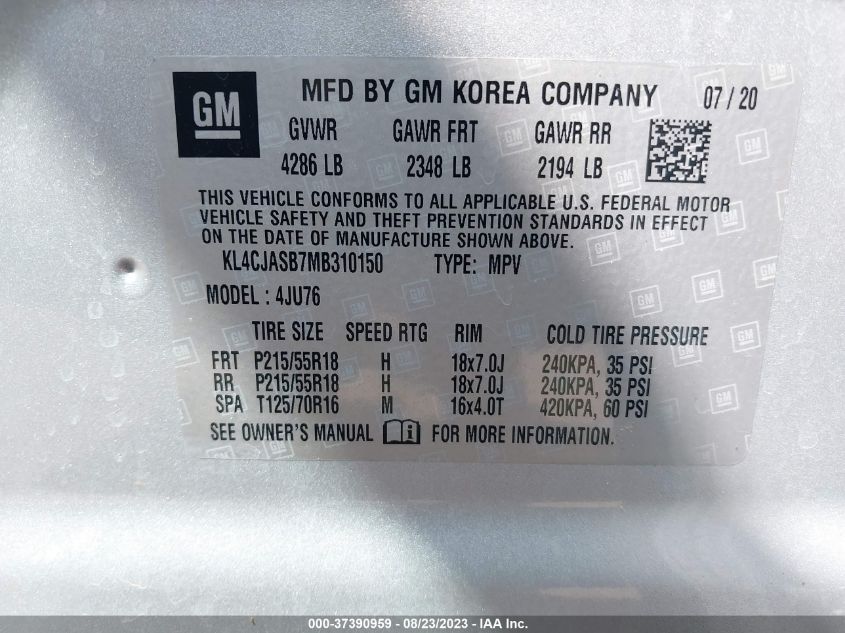 GM MFD BY GM KOREA COMPANY 07 / 20
GVWR GAWR FRT GAWR RR
4286 LB 2348 LB 2194 LB
THIS VEHICLE CONFORMS TO ALL APPLICABLE U.S. FEDERAL MOTOR
VEHICLE SAFETY AND THEFT PREVENTION STANDARDS IN EFFECT
ON THE DATE OF MANUFACTURE SHOWN ABOVE.
KL4CJASB7MB310150 TYPE: MPV
MODEL : 4JU76
TIRE SIZE SPEED RTG RIM COLD TIRE PRESSURE
FRT P215/55R18 H 18x7.0J 240KPA, 35 PSI
RR P215/55R18 H 18x7.0J 240KPA, 35 PSI
SPA T125/70R16 M 16x4.0T 420KPA, 60 PSI
SEE OWNER'S MANUAL FOR MORE INFORMATION.
000-37390959 - 08/23/2023 - IAA Inc.